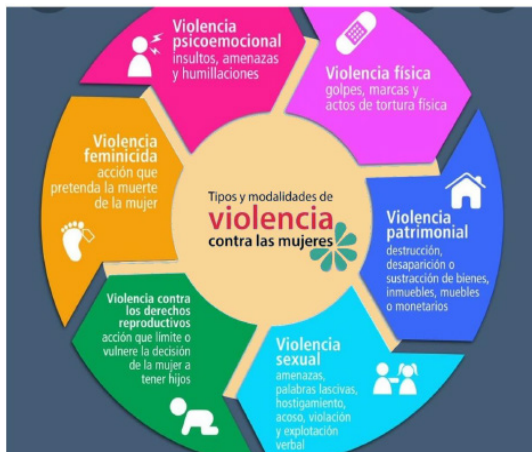 Violencia
psicoemocional
insultos, amenazas
y humillaciones
Violencia física
golpes, marcas y
actos de tortura física
Violencia
patrimonial
destrucción,
desaparición o
sustracción de bienes,
inmuebles, muebles
o monetarios
Violencia
sexual
amenazas,
palabras lascivas,
hostigamiento,
acoso, violación
y explotación
verbal
Violencia contra
los derechos
reproductivos
acción que límite o
vulnere la decisión
de la mujer a
tener hijos
Violencia
feminicida
acción que
pretenda la muerte
de la mujer
Tipos y modalidades de
violencia
contra las mujeres